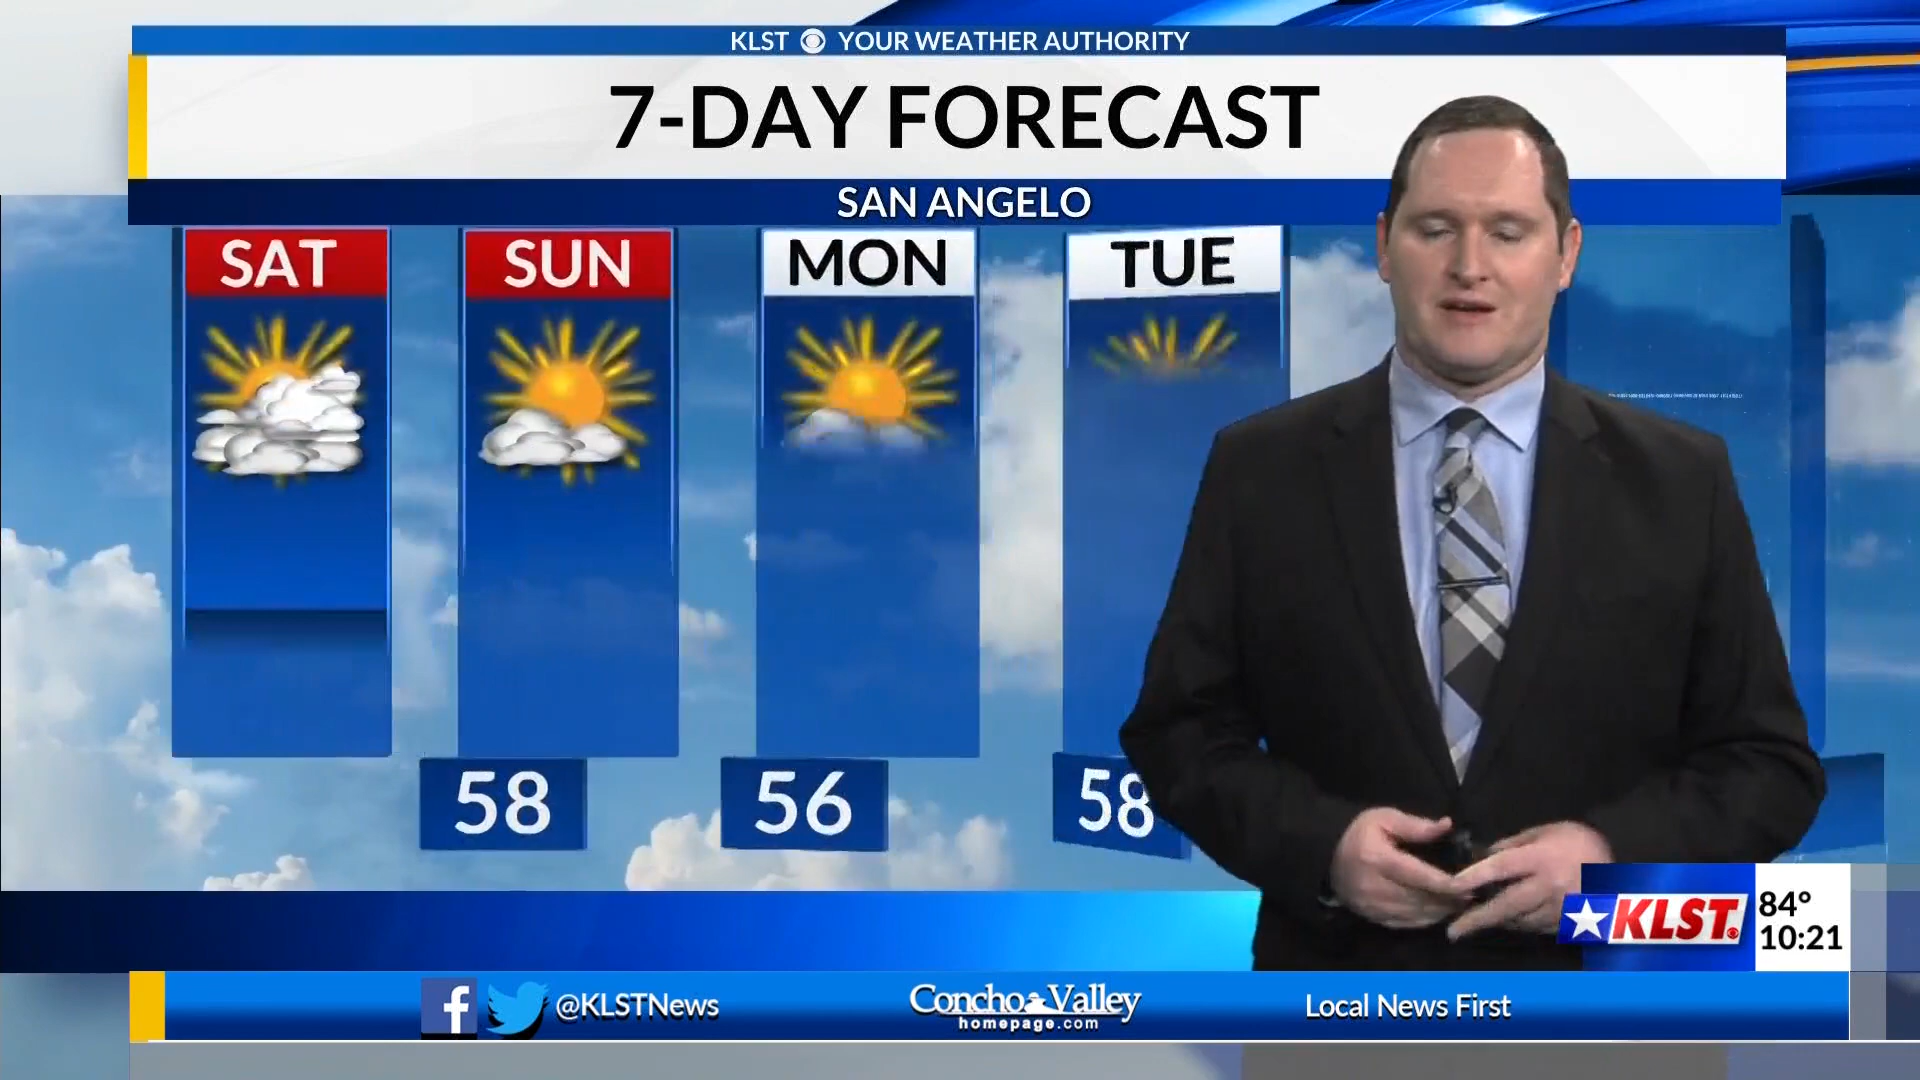 KLST YOUR WEATHER AUTHORITY
7-DAY FORECAST
SAN ANGELO
SAT SUN MON TUE
58 56 58
KLST
84°
10:21
f @KLSTNews
Concho Valley
homepage.com
Local News First